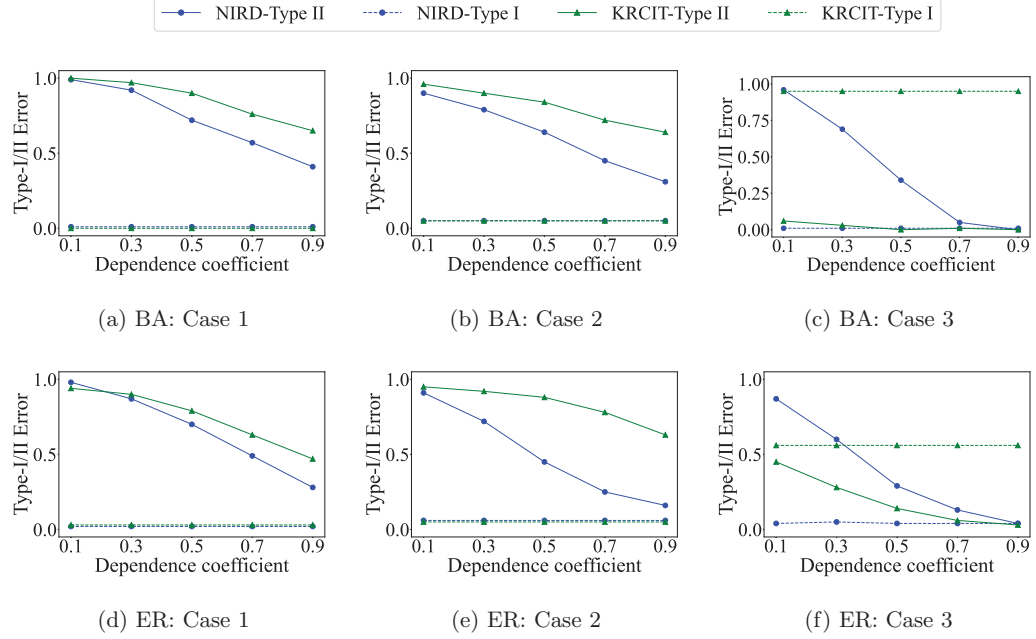 NIRD-Type II NIRD-Type I KRCIT-Type II KRCIT-Type I
Type-I/II Error
1.0
0.5
0.0
0.1 0.3 0.5 0.7 0.9
Dependence coefficient
(a) BA: Case 1
Type-I/II Error
1.0
0.5
0.0
0.1 0.3 0.5 0.7 0.9
Dependence coefficient
(b) BA: Case 2
Type-I/II Error
1.00
0.75
0.50
0.25
0.00
0.1 0.3 0.5 0.7 0.9
Dependence coefficient
(c) BA: Case 3
Type-I/II Error
1.0
0.5
0.0
0.1 0.3 0.5 0.7 0.9
Dependence coefficient
(d) ER: Case 1
Type-I/II Error
1.0
0.5
0.0
0.1 0.3 0.5 0.7 0.9
Dependence coefficient
(e) ER: Case 2
Type-I/II Error
1.0
0.5
0.0
0.1 0.3 0.5 0.7 0.9
Dependence coefficient
(f) ER: Case 3